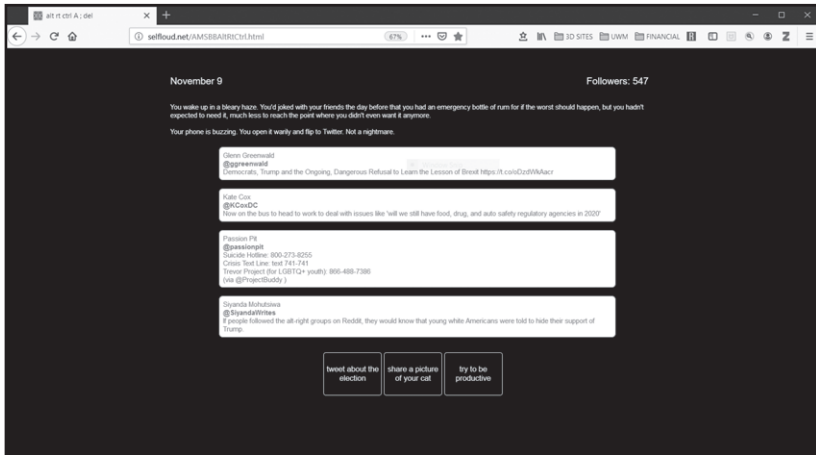 alt rt ctrl A ; del
selfloud.net/AMSBBAltRtCtrl.html
67%
3D SITES UWM FINANCIAL
November 9
Followers: 547
You wake up in a bleary haze. You'd joked with your friends the day before that you had an emergency bottle of rum for if the worst should happen, but you hadn't
expected to need it, much less to reach the point where you didn't even want it anymore.
Your phone is buzzing. You open it warily and flip to Twitter. Not a nightmare.
Glenn Greenwald
@ggreenwald
Democrats, Trump and the Ongoing, Dangerous Refusal to Learn the Lesson of Brexit
Kate Cox
@KCoxDC
Now on the bus to head to work to deal with issues like 'will we still have food, drug, and auto safety regulatory agencies in 2020'
Passion Pit
@passionpit
Suicide Hotline: 800-273-8255
Crisis Text Line: text 741-741
Trevor Project (for LGBTQ+ youth): 866-488-7386
(via @ProjectBuddy )
Siyanda Mohutsiwa
@SiyandaWrites
If people followed the alt-right groups on Reddit, they would know that young white Americans were told to hide their support of
Trump.
tweet about the
election
share a picture
of your cat
try to be
productive